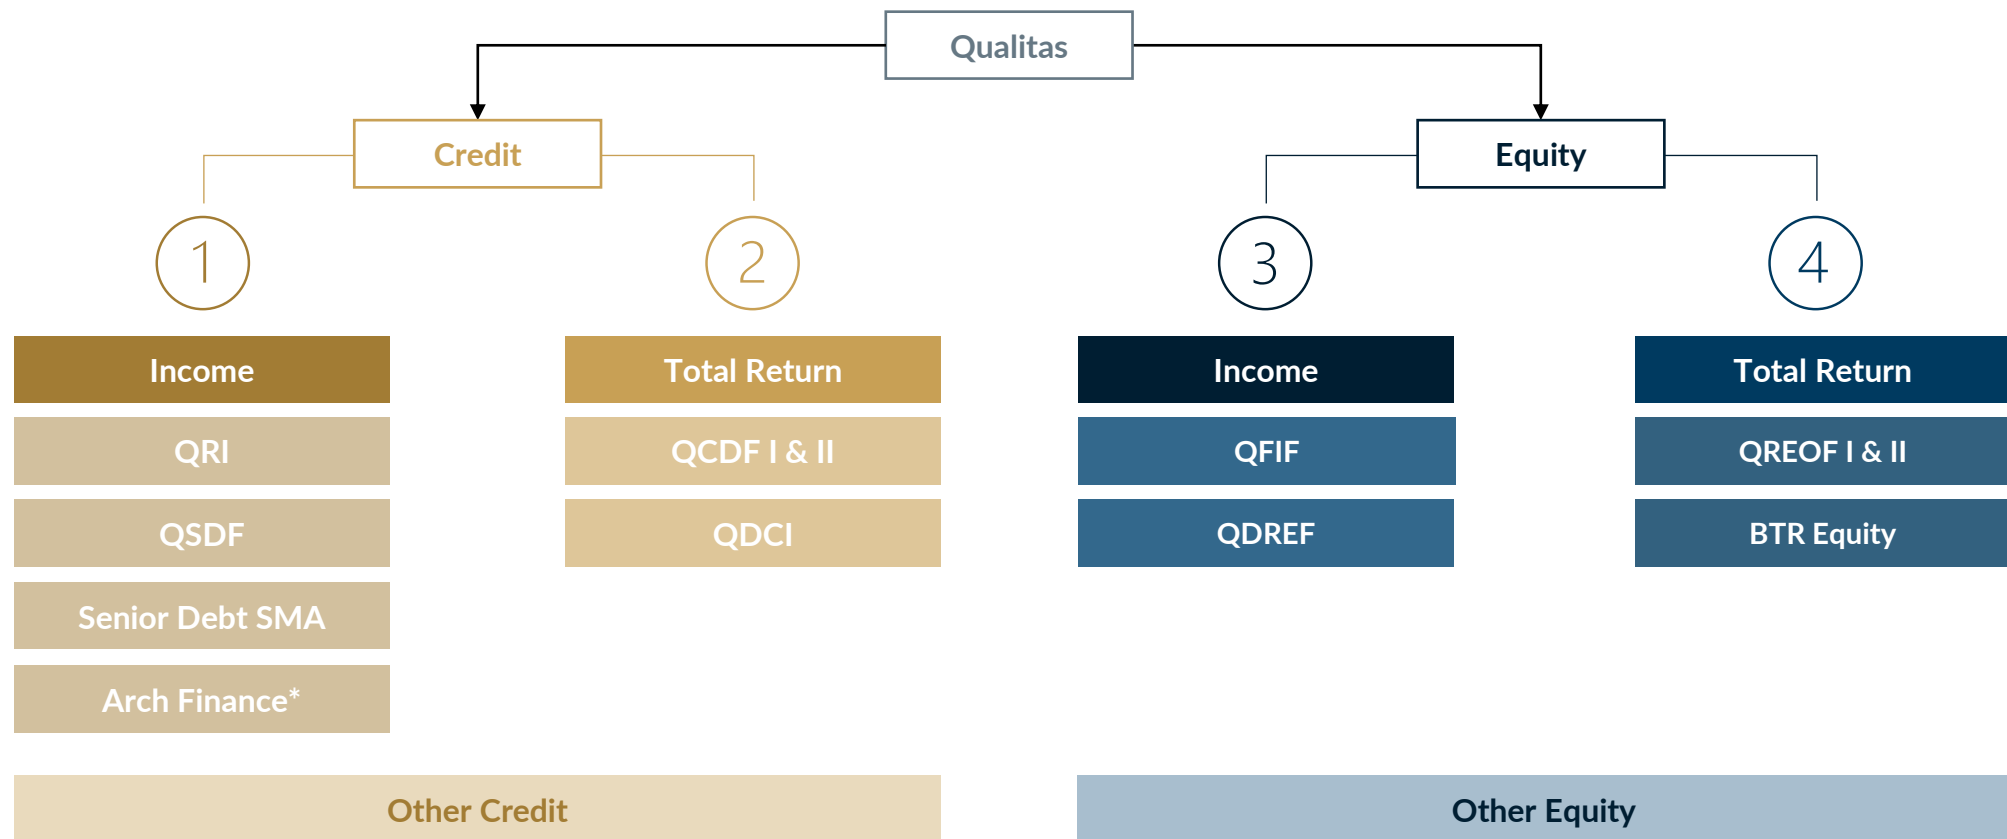 Qualitas
Credit
Equity
1
2
3
4
Income
Total Return
Income
Total Return
QRI
QCDF I & II
QFIF
QREOF I & II
QSDF
QDCI
QDREF
BTR Equity
Senior Debt SMA
Arch Finance*
Other Credit
Other Equity